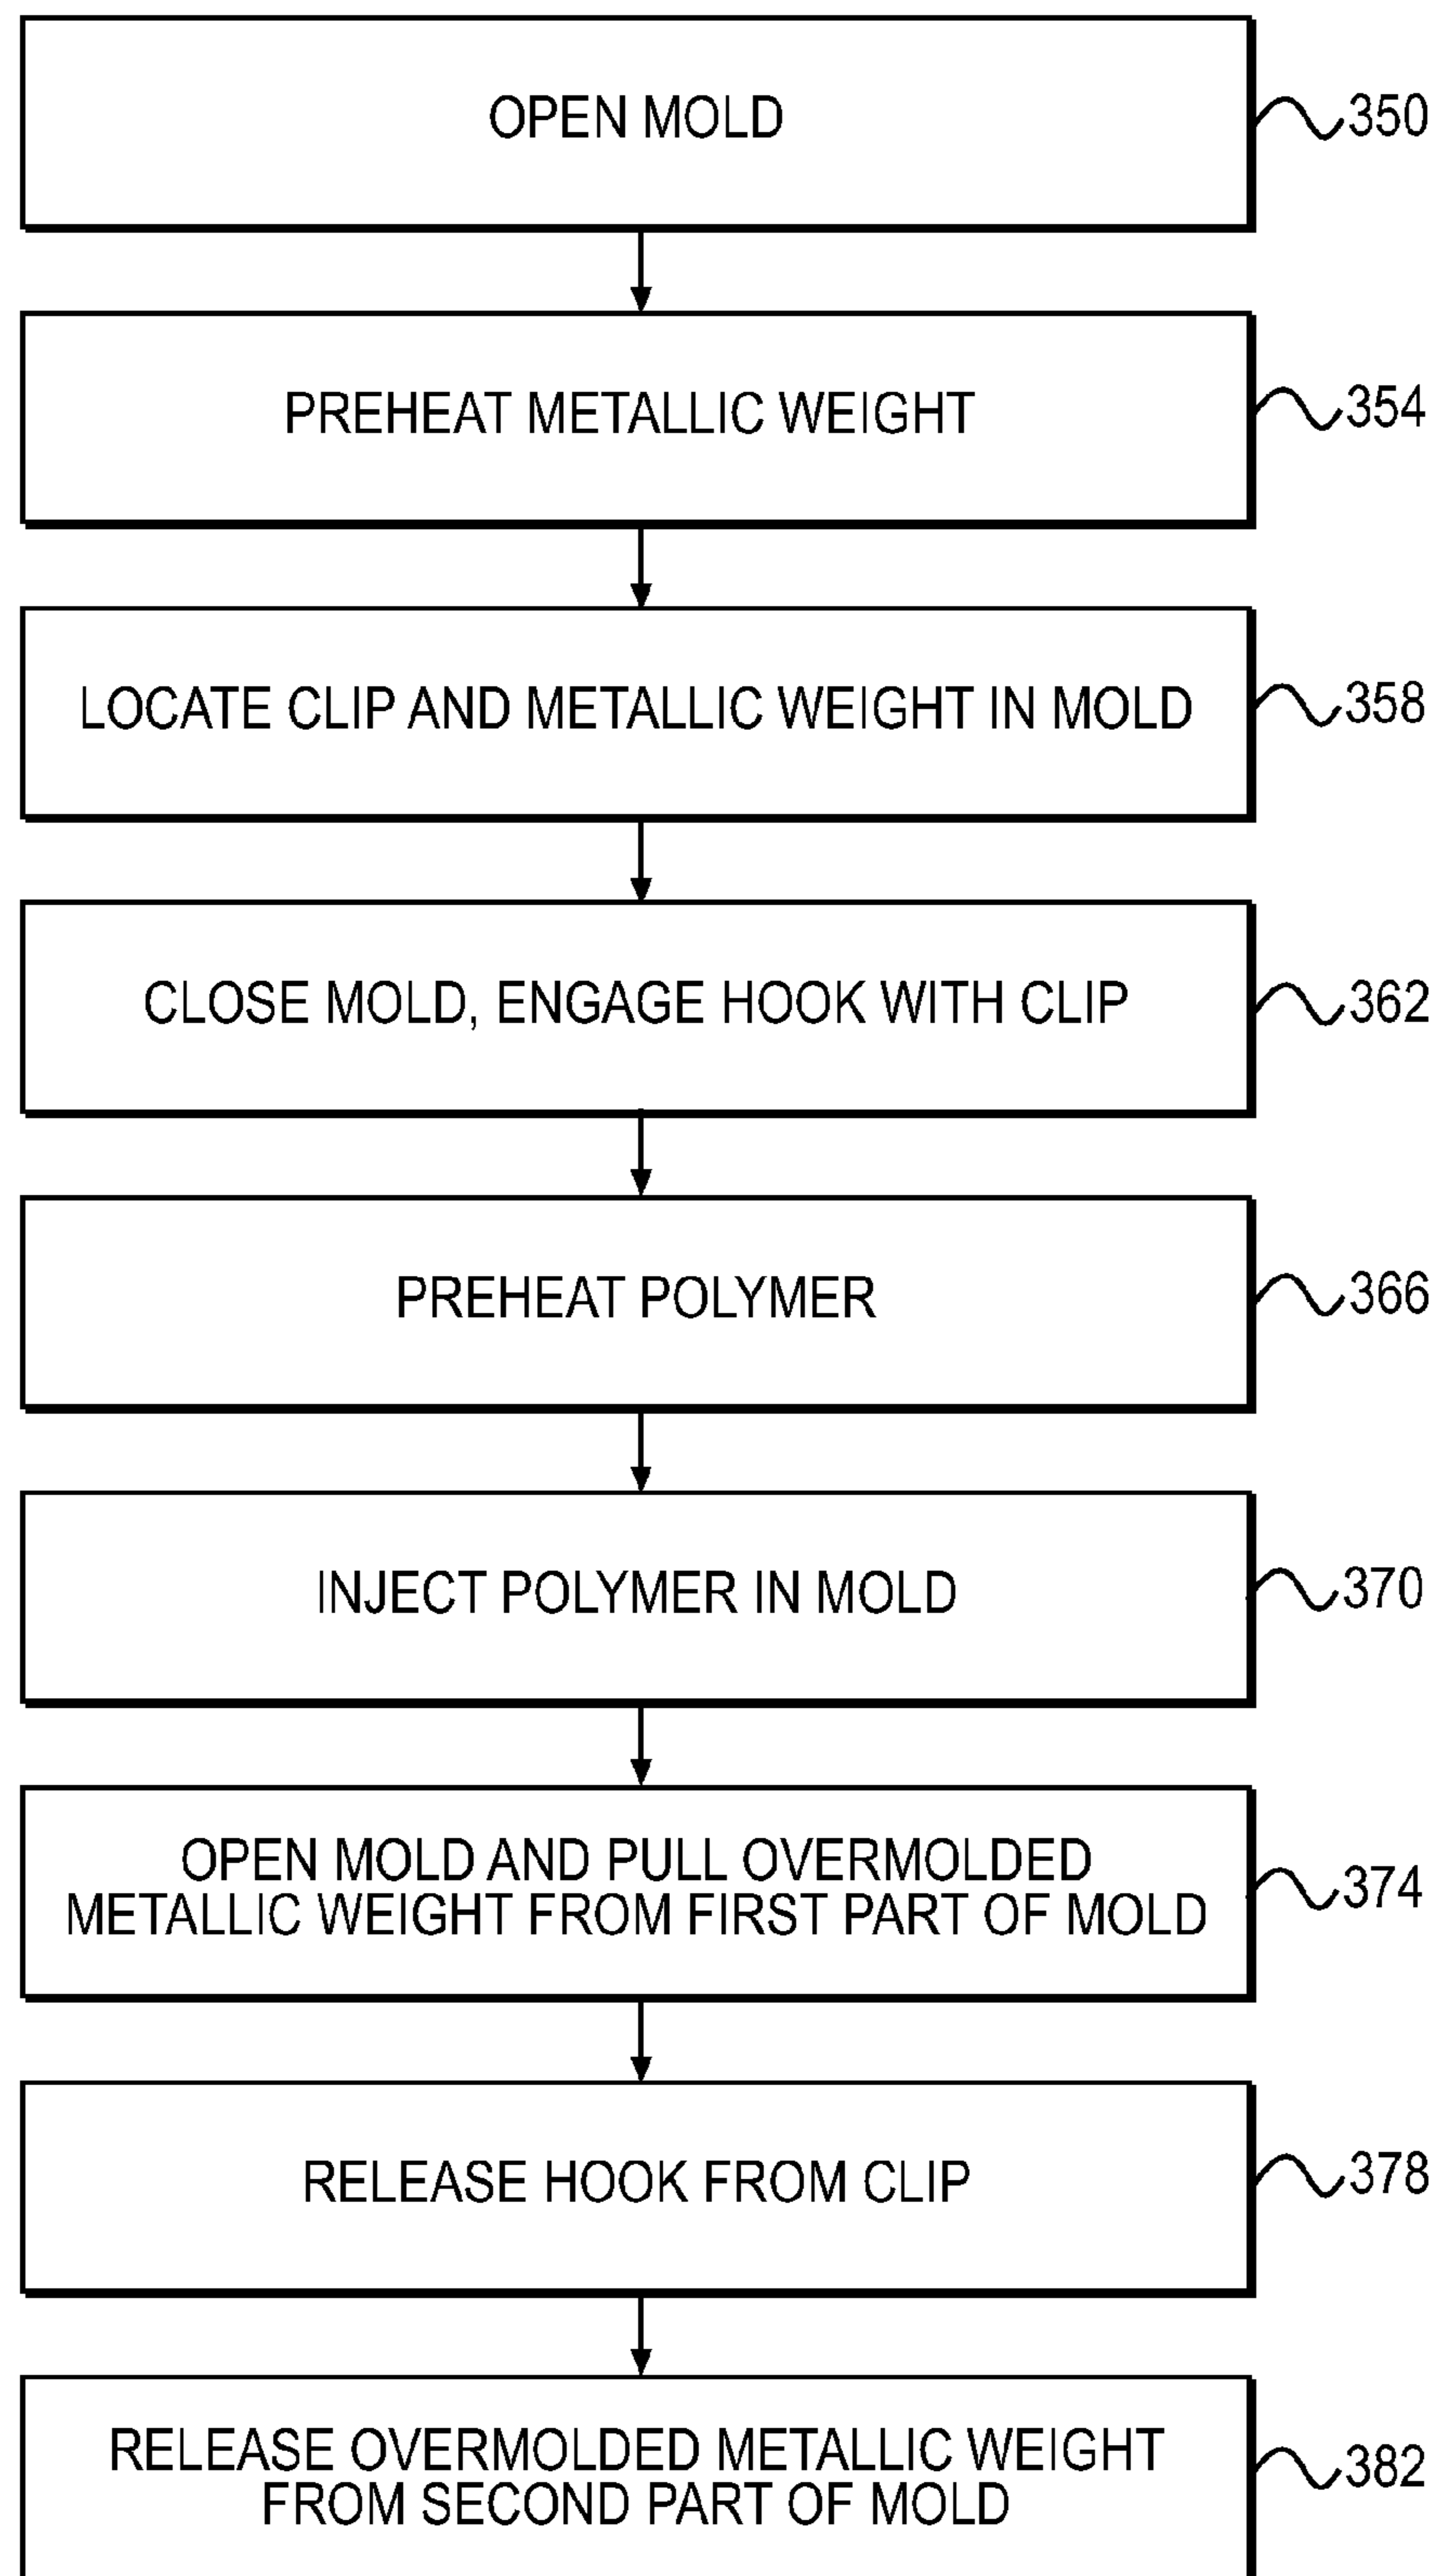 OPEN MOLD
350
PREHEAT METALLIC WEIGHT
354
LOCATE CLIP AND METALLIC WEIGHT IN MOLD
358
CLOSE MOLD, ENGAGE HOOK WITH CLIP
362
PREHEAT POLYMER
366
INJECT POLYMER IN MOLD
370
OPEN MOLD AND PULL OVERMOLDED
METALLIC WEIGHT FROM FIRST PART OF MOLD
374
RELEASE HOOK FROM CLIP
378
RELEASE OVERMOLDED METALLIC WEIGHT
FROM SECOND PART OF MOLD
382